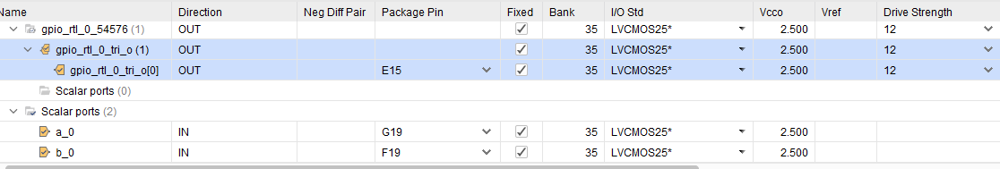 Name Direction Neg Diff Pair Package Pin Fixed Bank I/O Std Vcco Vref Drive Strength
gpio_rtl_0_54576 (1) OUT 35 LVCMOS25* 2.500 12
gpio_rtl_0_tri_o (1) OUT 35 LVCMOS25* 2.500 12
gpio_rtl_0_tri_o[0] OUT E15 35 LVCMOS25* 2.500 12
Scalar ports (0)
Scalar ports (2)
a_0 IN G19 35 LVCMOS25* 2.500
b_0 IN F19 35 LVCMOS25* 2.500